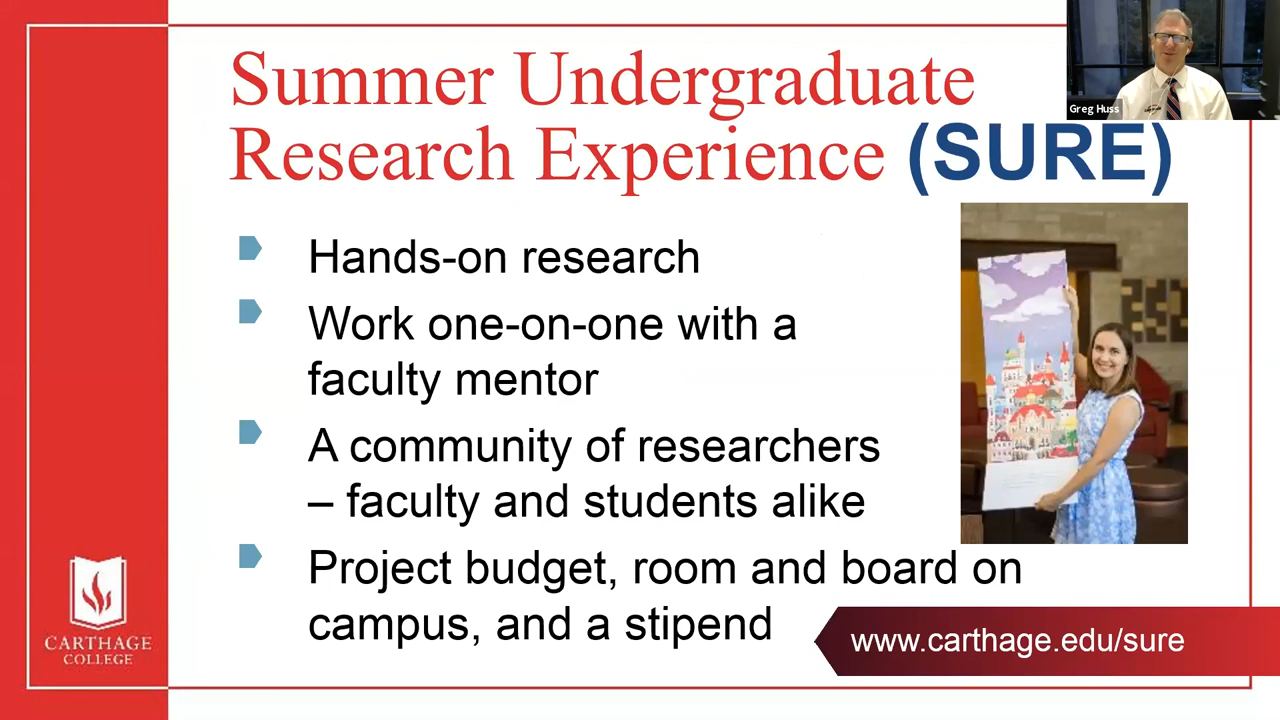 Summer Undergraduate
Research Experience (SURE)
Greg Huss
Hands-on research
Work one-on-one with a
faculty mentor
A community of researchers
– faculty and students alike
Project budget, room and board on
campus, and a stipend
www.carthage.edu/sure
CARTHAGE
COLLEGE